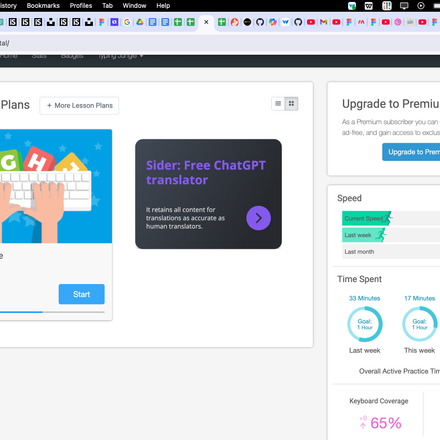 istory Bookmarks Profiles Tab Window Help
tal/
Home Stats Badges Typing Jungle
Plans
+ More Lesson Plans
G H J
e
Start
Sider: Free ChatGPT
translator
It retains all content for
translations as accurate as
human translators.
Upgrade to Premiu
As a Premium subscriber you can
ad-free, and gain access to exclus
Upgrade to Prem
Speed
Current Speed
Last week
Last month
Time Spent
33 Minutes
17 Minutes
Goal:
1 Hour
Goal:
1 Hour
Last week
This week
Overall Active Practice Tim
Keyboard Coverage
65%